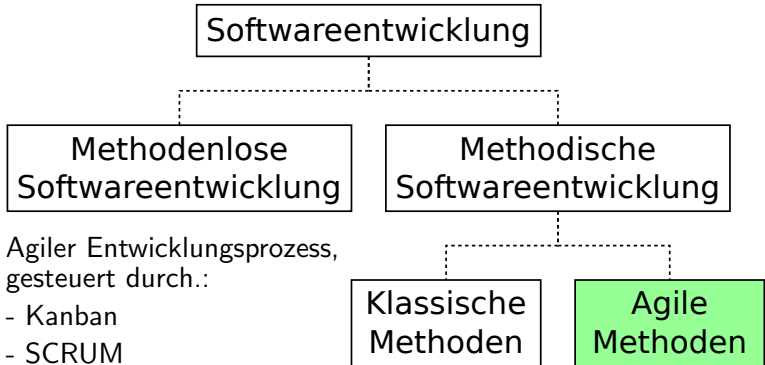 Softwareentwicklung
Methodenlose
Softwareentwicklung
Methodische
Softwareentwicklung
Agiler Entwicklungsprozess,
gesteuert durch.:
- Kanban
- SCRUM
Klassische
Methoden
Agile
Methoden